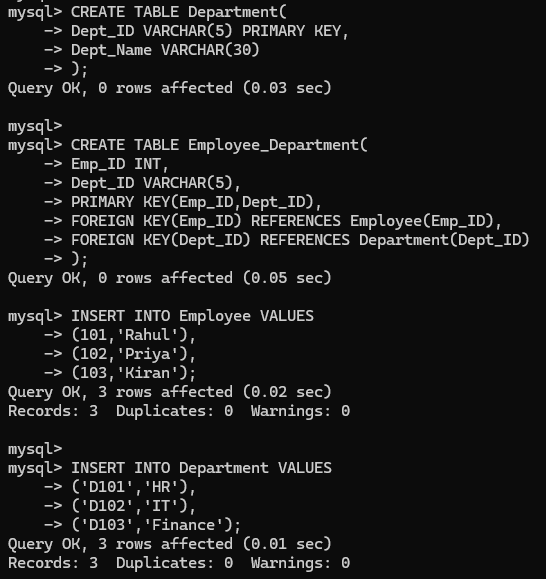 mysql> CREATE TABLE Department(
    -> Dept_ID VARCHAR(5) PRIMARY KEY,
    -> Dept_Name VARCHAR(30)
    -> );
Query OK, 0 rows affected (0.03 sec)

mysql>
mysql> CREATE TABLE Employee_Department(
    -> Emp_ID INT,
    -> Dept_ID VARCHAR(5),
    -> PRIMARY KEY(Emp_ID,Dept_ID),
    -> FOREIGN KEY(Emp_ID) REFERENCES Employee(Emp_ID),
    -> FOREIGN KEY(Dept_ID) REFERENCES Department(Dept_ID)
    -> );
Query OK, 0 rows affected (0.05 sec)

mysql> INSERT INTO Employee VALUES
    -> (101,'Rahul'),
    -> (102,'Priya'),
    -> (103,'Kiran');
Query OK, 3 rows affected (0.02 sec)
Records: 3  Duplicates: 0  Warnings: 0

mysql>
mysql> INSERT INTO Department VALUES
    -> ('D101','HR'),
    -> ('D102','IT'),
    -> ('D103','Finance');
Query OK, 3 rows affected (0.01 sec)
Records: 3  Duplicates: 0  Warnings: 0